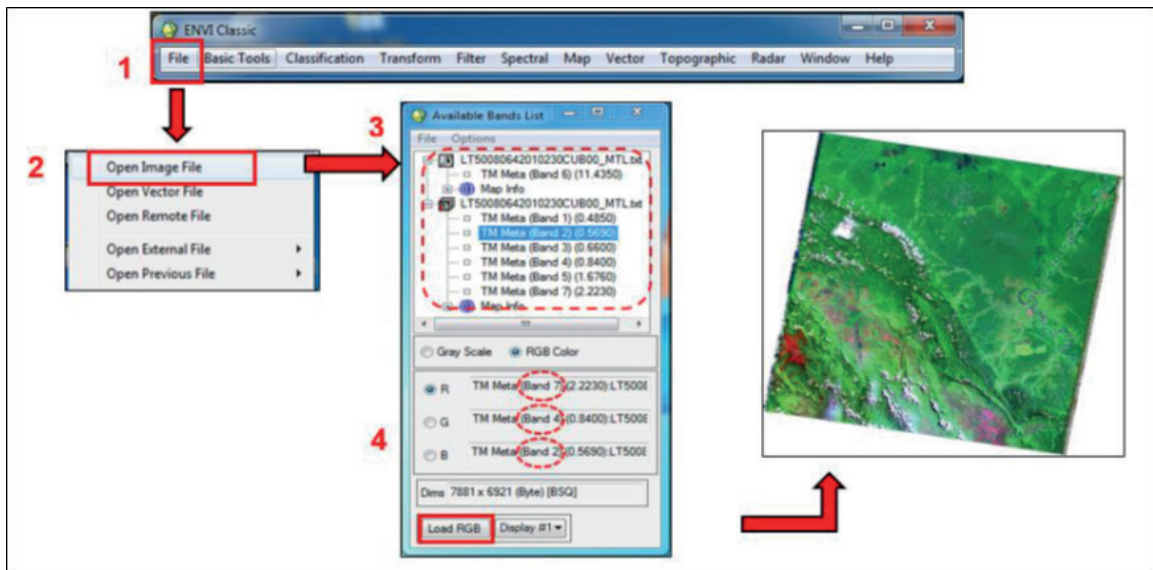 ENVI Classic
1
File Basic Tools Classification Transform Filter Spectral Map Vector Topographic Radar Window Help
2
Open Image File
Open Vector File
Open Remote File
Open External File
Open Previous File
3
Available Bands List
File Options
LT50080642010230CUB00_MTL.txt
TM Meta (Band 6) (11.4350)
Map Info
LT50080642010230CUB00_MTL.txt
TM Meta (Band 1) (0.4850)
TM Meta (Band 2) (0.5690)
TM Meta (Band 3) (0.6600)
TM Meta (Band 4) (0.8400)
TM Meta (Band 5) (1.6760)
TM Meta (Band 7) (2.2230)
Map Info
Gray Scale RGB Color
R TM Meta (Band 7) (2.2230):LT5008
4
G TM Meta (Band 4) (0.8400):LT5008
B TM Meta (Band 2) (0.5690):LT5008
Dims 7881 x 6921 (Byte) [BSQ]
Load RGB Display #1